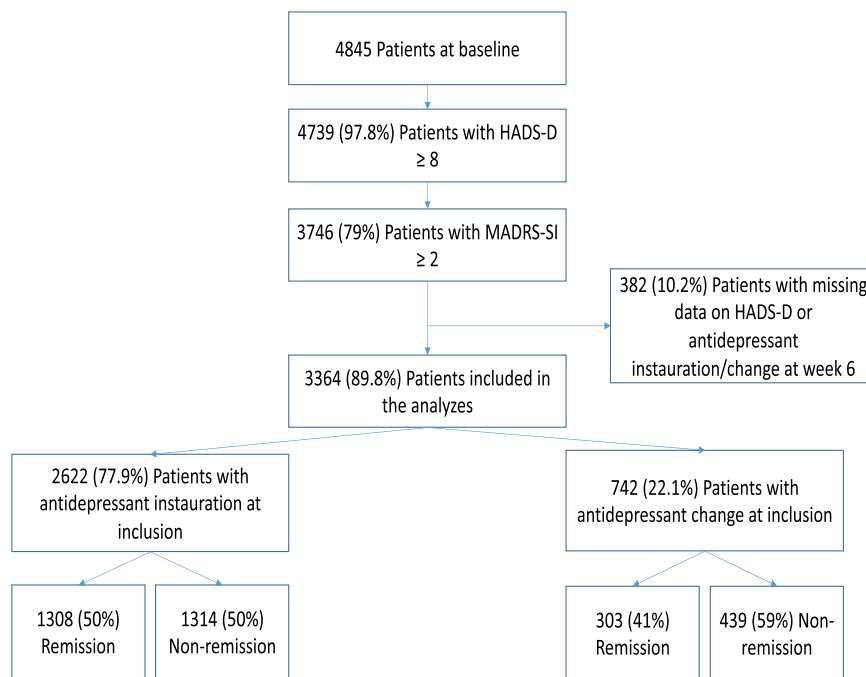 4845 Patients at baseline
4739 (97.8%) Patients with HADS-D
≥ 8
3746 (79%) Patients with MADRS-SI
≥ 2
382 (10.2%) Patients with missing
data on HADS-D or
antidepressant
instauration/change at week 6
3364 (89.8%) Patients included in
the analyzes
2622 (77.9%) Patients with
antidepressant instauration at
inclusion
742 (22.1%) Patients with
antidepressant change at inclusion
1308 (50%)
Remission
1314 (50%)
Non-remission
303 (41%)
Remission
439 (59%) Non-
remission